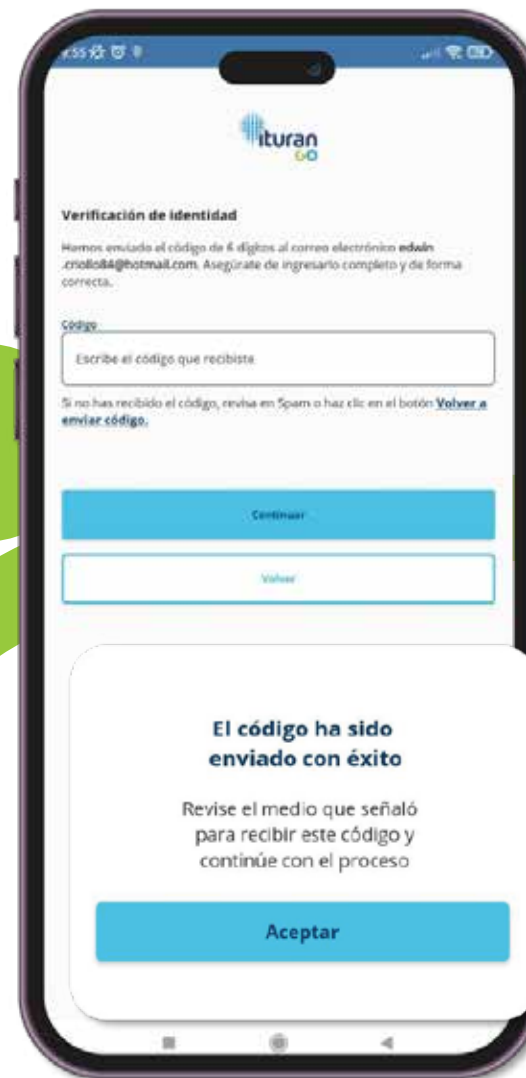 :55
ituran
GO
Verificación de identidad
Hemos enviado el código de 6 dígitos al correo electrónico edwin
.criollo84@hotmail.com. Asegúrate de ingresarlo completo y de forma
correcta.
Código
Escribe el código que recibiste
Si no has recibido el código, revisa en Spam o haz clic en el botón Volver a
enviar código.
Continuar
Volver
El código ha sido
enviado con éxito
Revise el medio que señaló
para recibir este código y
continúe con el proceso
Aceptar